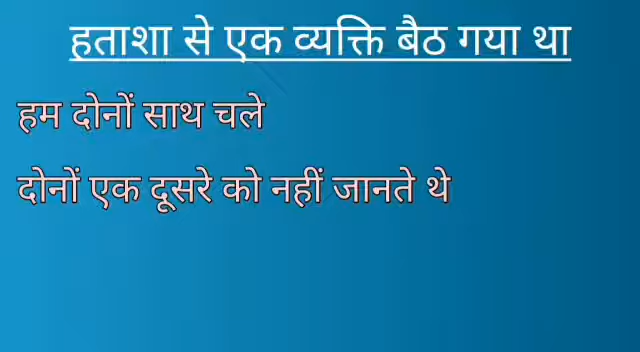 हताशा से एक व्यक्ति बैठ गया था
हम दोनों साथ चले
दोनों एक दूसरे को नहीं जानते थे